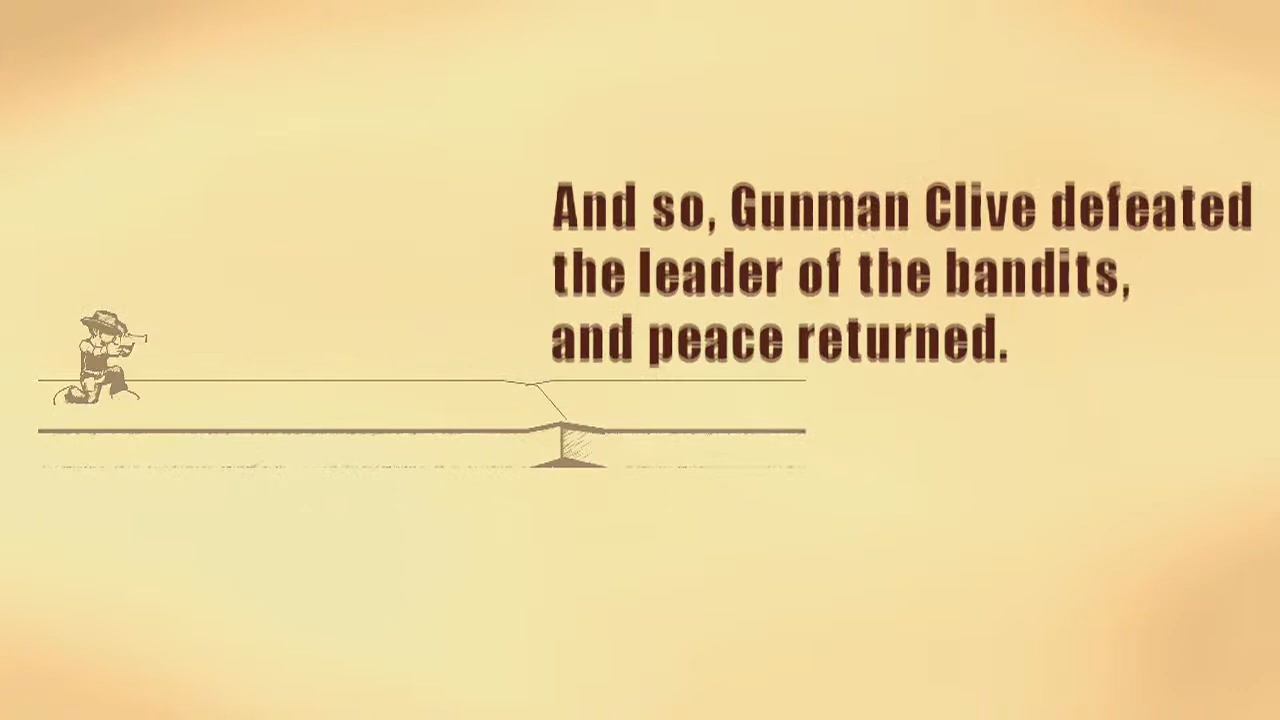 And so, Gunman Clive defeated
the leader of the bandits,
and peace returned.